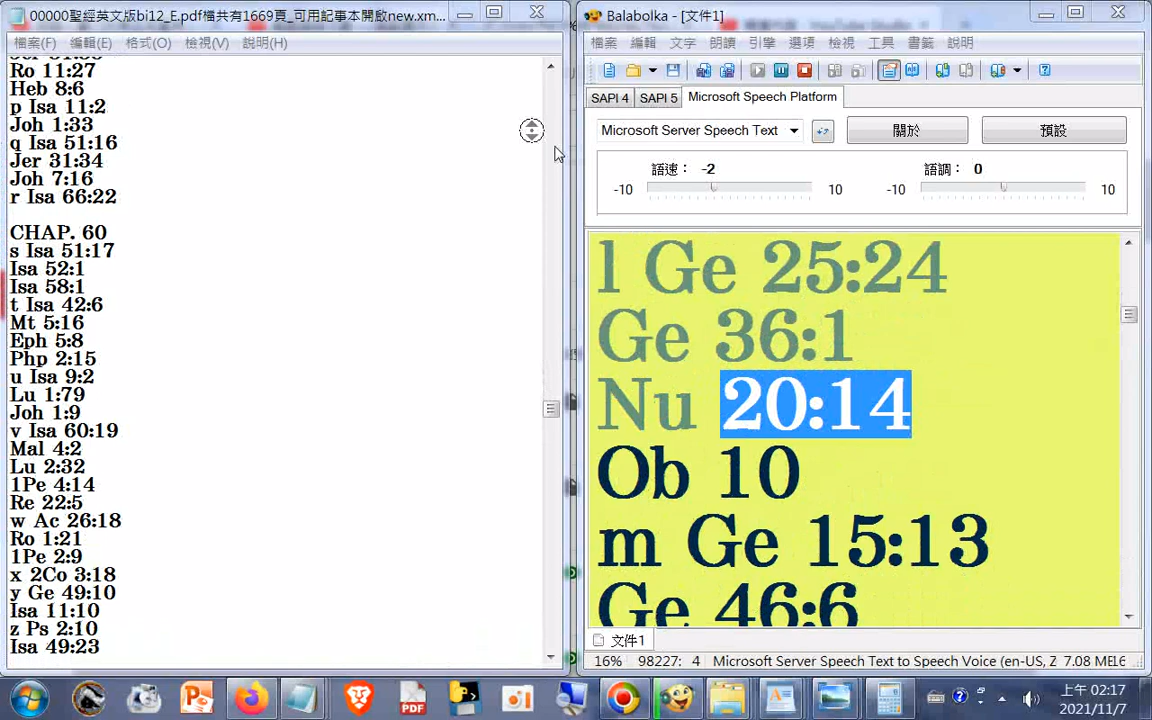 00000聖經英文版bi12_E.pdf檔共有1669頁_可用記事本開啟new.xm...
檔案(F) 編輯(E) 格式(O) 檢視(V) 說明(H)
Ro 11:27
Heb 8:6
p Isa 11:2
Joh 1:33
q Isa 51:16
Jer 31:34
Joh 7:16
r Isa 66:22
CHAP. 60
s Isa 51:17
Isa 52:1
Isa 58:1
t Isa 42:6
Mt 5:16
Eph 5:8
Php 2:15
u Isa 9:2
Lu 1:79
Joh 1:9
v Isa 60:19
Mal 4:2
Lu 2:32
1Pe 4:14
Re 22:5
w Ac 26:18
Ro 1:21
1Pe 2:9
x 2Co 3:18
y Ge 49:10
Isa 11:10
z Ps 2:10
Isa 49:23
Balabolka - [文件1]
檔案 編輯 文字 朗讀 引擎 選項 檢視 工具 書籤 說明
SAPI 4 SAPI 5 Microsoft Speech Platform
Microsoft Server Speech Text 關於 預設
語速： -2 語調： 0
-10 10 -10 10
l Ge 25:24
Ge 36:1
Nu 20:14
Ob 10
m Ge 15:13
Ge 46:6
文件1
16% 98227: 4 Microsoft Server Speech Text to Speech Voice (en-US, Z 7.08 МЕ16
PDF
上午 02:17
2021/11/7